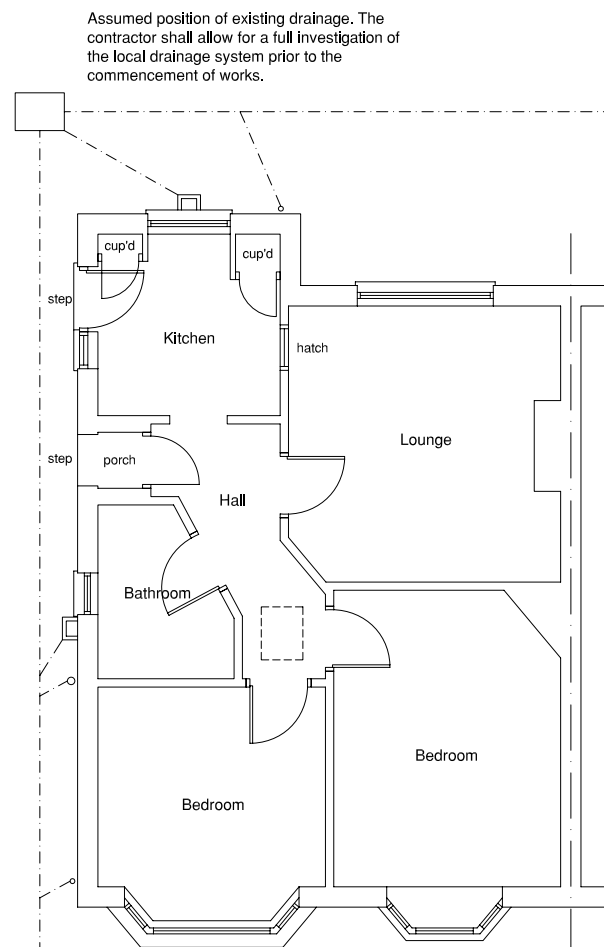 Assumed position of existing drainage. The
contractor shall allow for a full investigation of
the local drainage system prior to the
commencement of works.
cup'd
cup'd
step
Kitchen
hatch
Lounge
step
porch
Hall
Bathroom
Bedroom
Bedroom